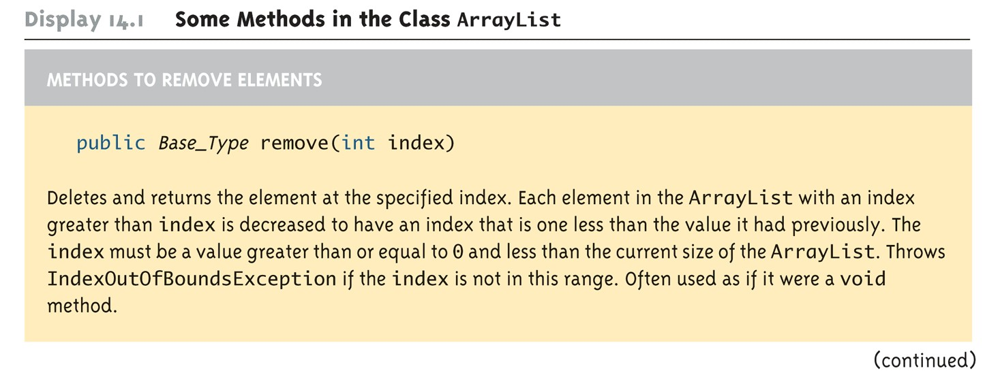 Display 14.1 Some Methods in the Class ArrayList
METHODS TO REMOVE ELEMENTS
public Base_Type remove(int index)
Deletes and returns the element at the specified index. Each element in the ArrayList with an index
greater than index is decreased to have an index that is one less than the value it had previously. The
index must be a value greater than or equal to 0 and less than the current size of the ArrayList. Throws
IndexOutOfBoundsException if the index is not in this range. Often used as if it were a void
method.
(continued)